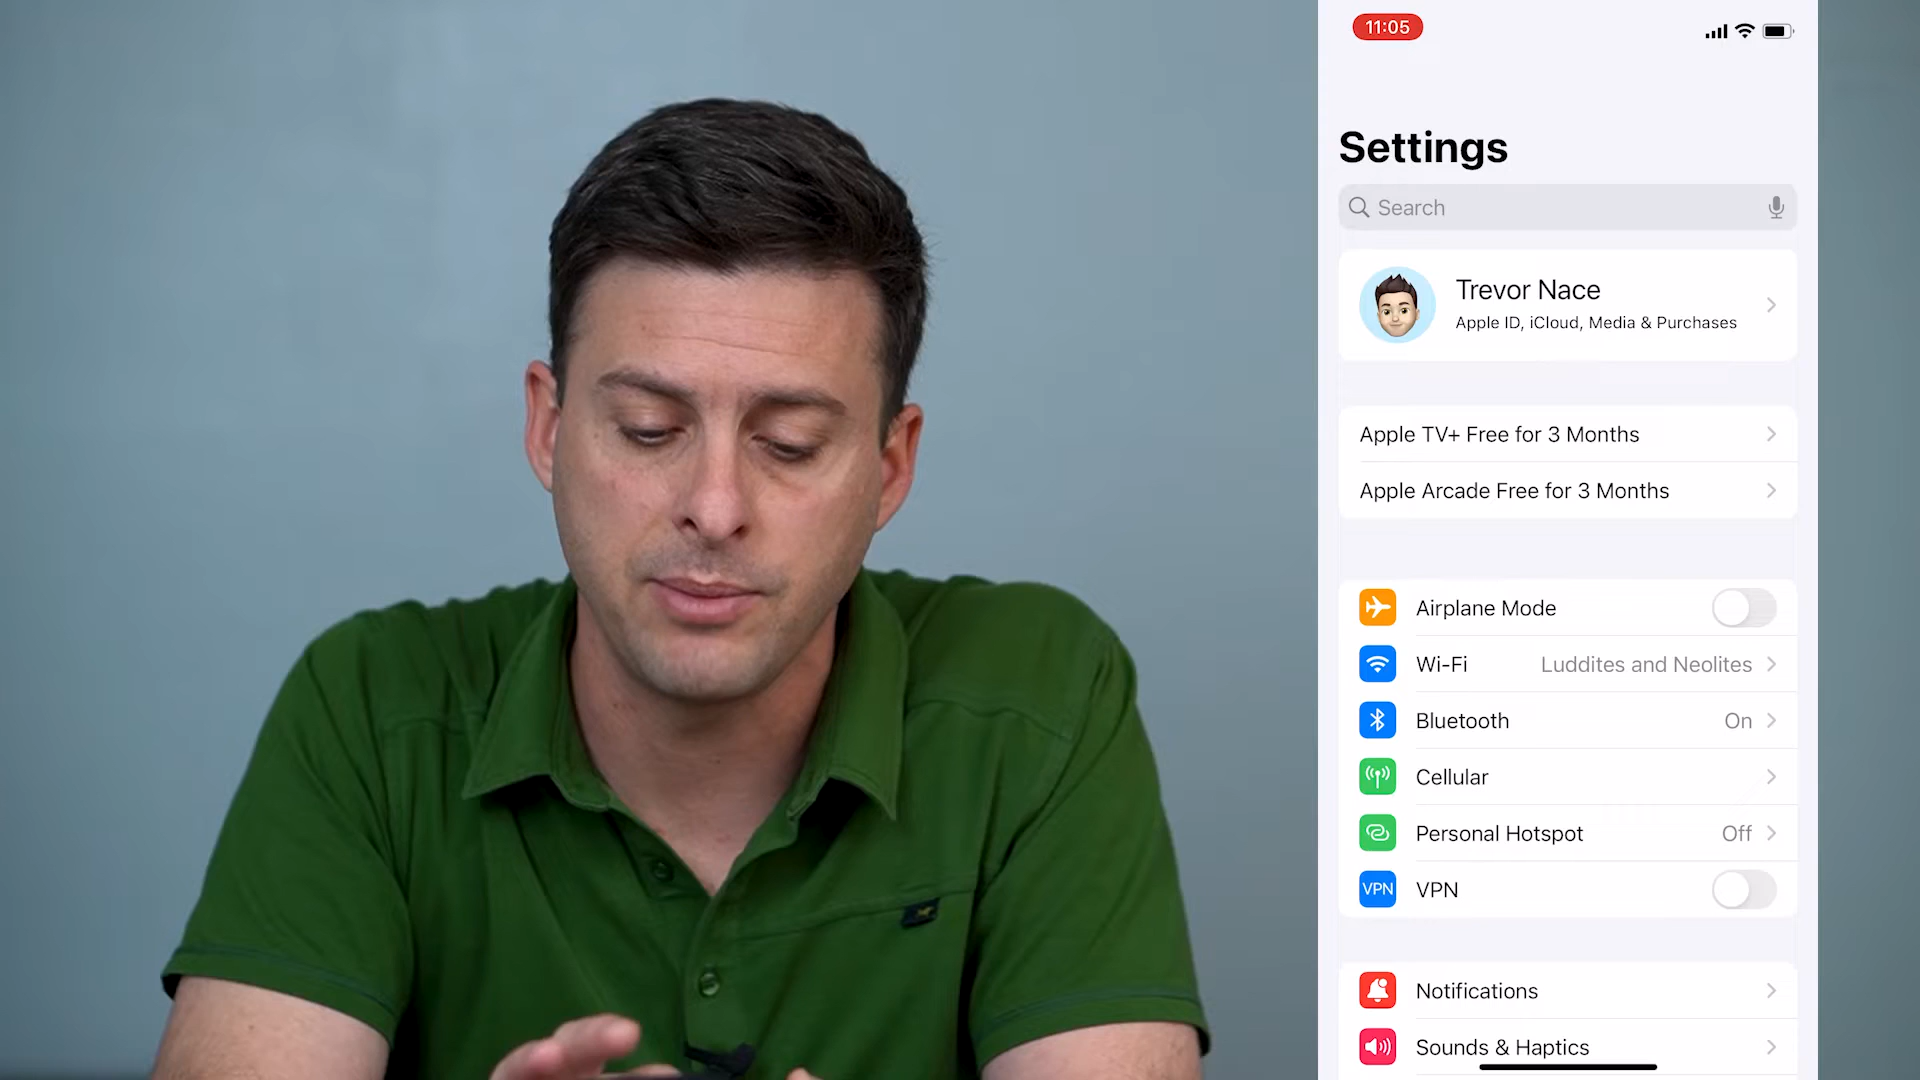 11:05
Settings
Search
Trevor Nace
Apple ID, iCloud, Media & Purchases
Apple TV+ Free for 3 Months
Apple Arcade Free for 3 Months
Airplane Mode
Wi-Fi Luddites and Neolites
Bluetooth On
Cellular
Personal Hotspot Off
VPN VPN
Notifications
Sounds & Haptics